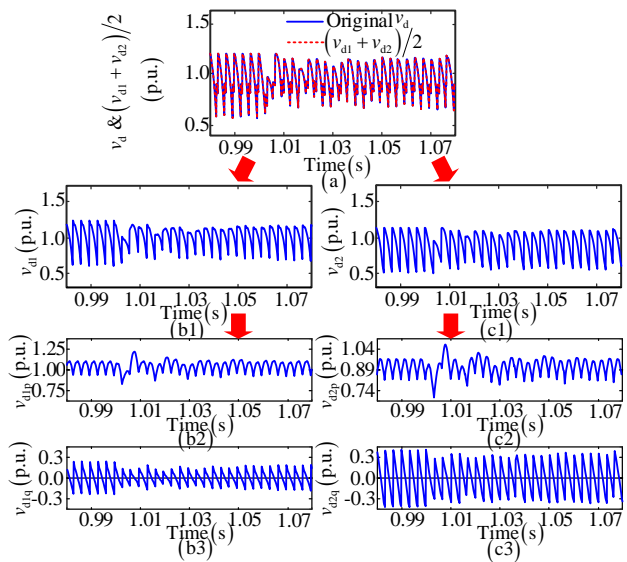 Original v_d
(v_d1 + v_d2)/2
v_d & (v_d1 + v_d2)/2
(p.u.)
1.5
1.0
0.5
0.99 1.01 1.03 1.05 1.07
Time(s)
(a)
v_d1 (p.u.)
1.5
1.0
0.5
0.99 1.01 1.03 1.05 1.07
Time(s)
(b1)
v_d2 (p.u.)
1.5
1.0
0.5
0.99 1.01 1.03 1.05 1.07
Time(s)
(c1)
v_d1p (p.u.)
1.25
1.00
0.75
0.99 1.01 1.03 1.05 1.07
Time(s)
(b2)
v_d2p (p.u.)
1.04
0.89
0.74
0.99 1.01 1.03 1.05 1.07
Time(s)
(c2)
v_d1q (p.u.)
0.3
0.0
-0.3
0.99 1.01 1.03 1.05 1.07
Time(s)
(b3)
v_d2q (p.u.)
0.3
0.0
-0.3
0.99 1.01 1.03 1.05 1.07
Time(s)
(c3)